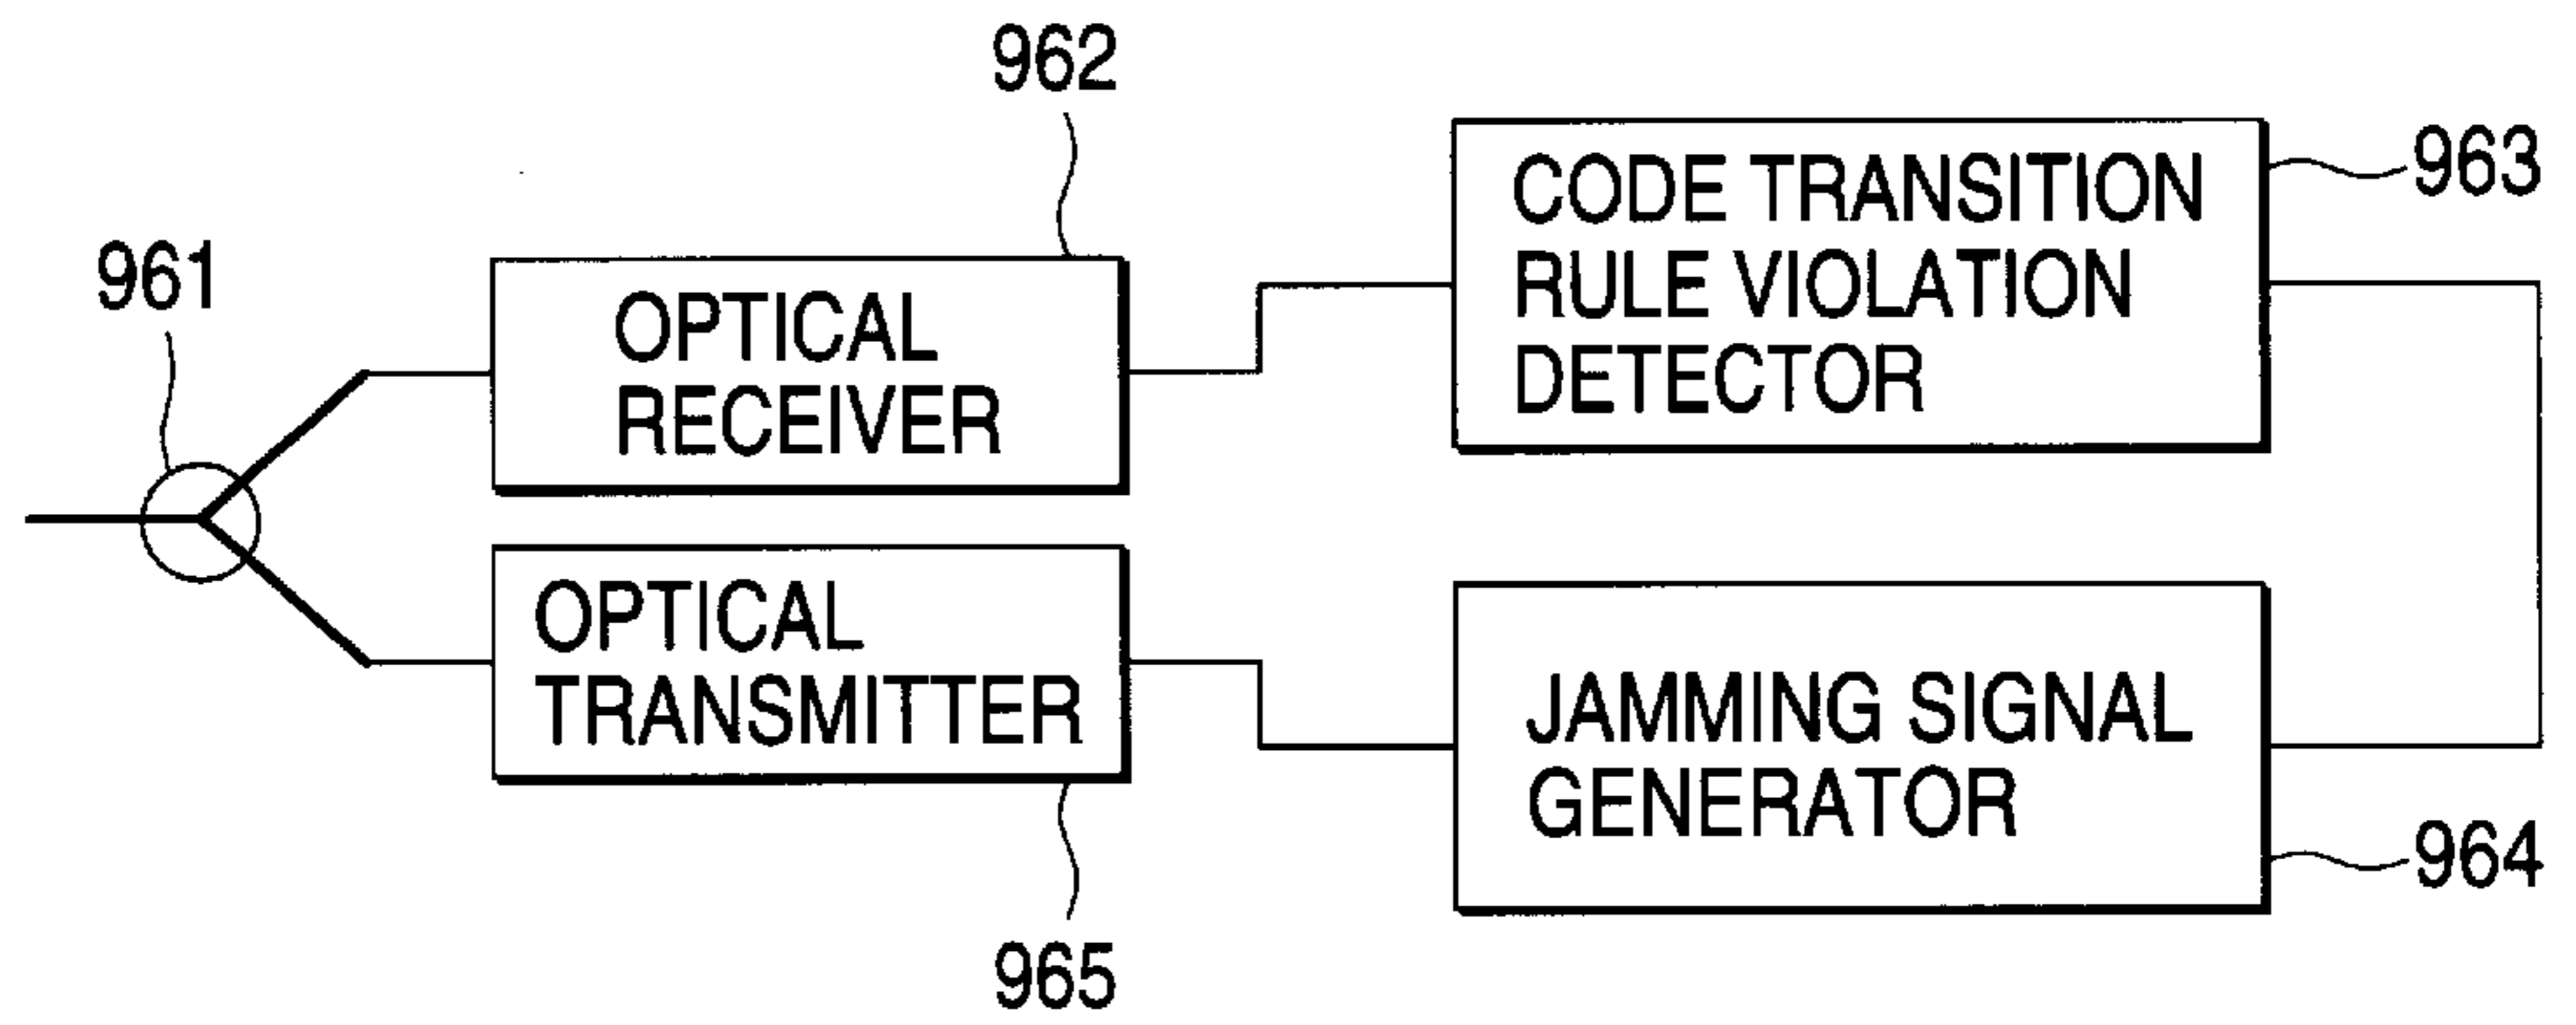 962
963
961
CODE TRANSITION
RULE VIOLATION
DETECTOR
OPTICAL
RECEIVER
OPTICAL
TRANSMITTER
JAMMING SIGNAL
GENERATOR
964
965